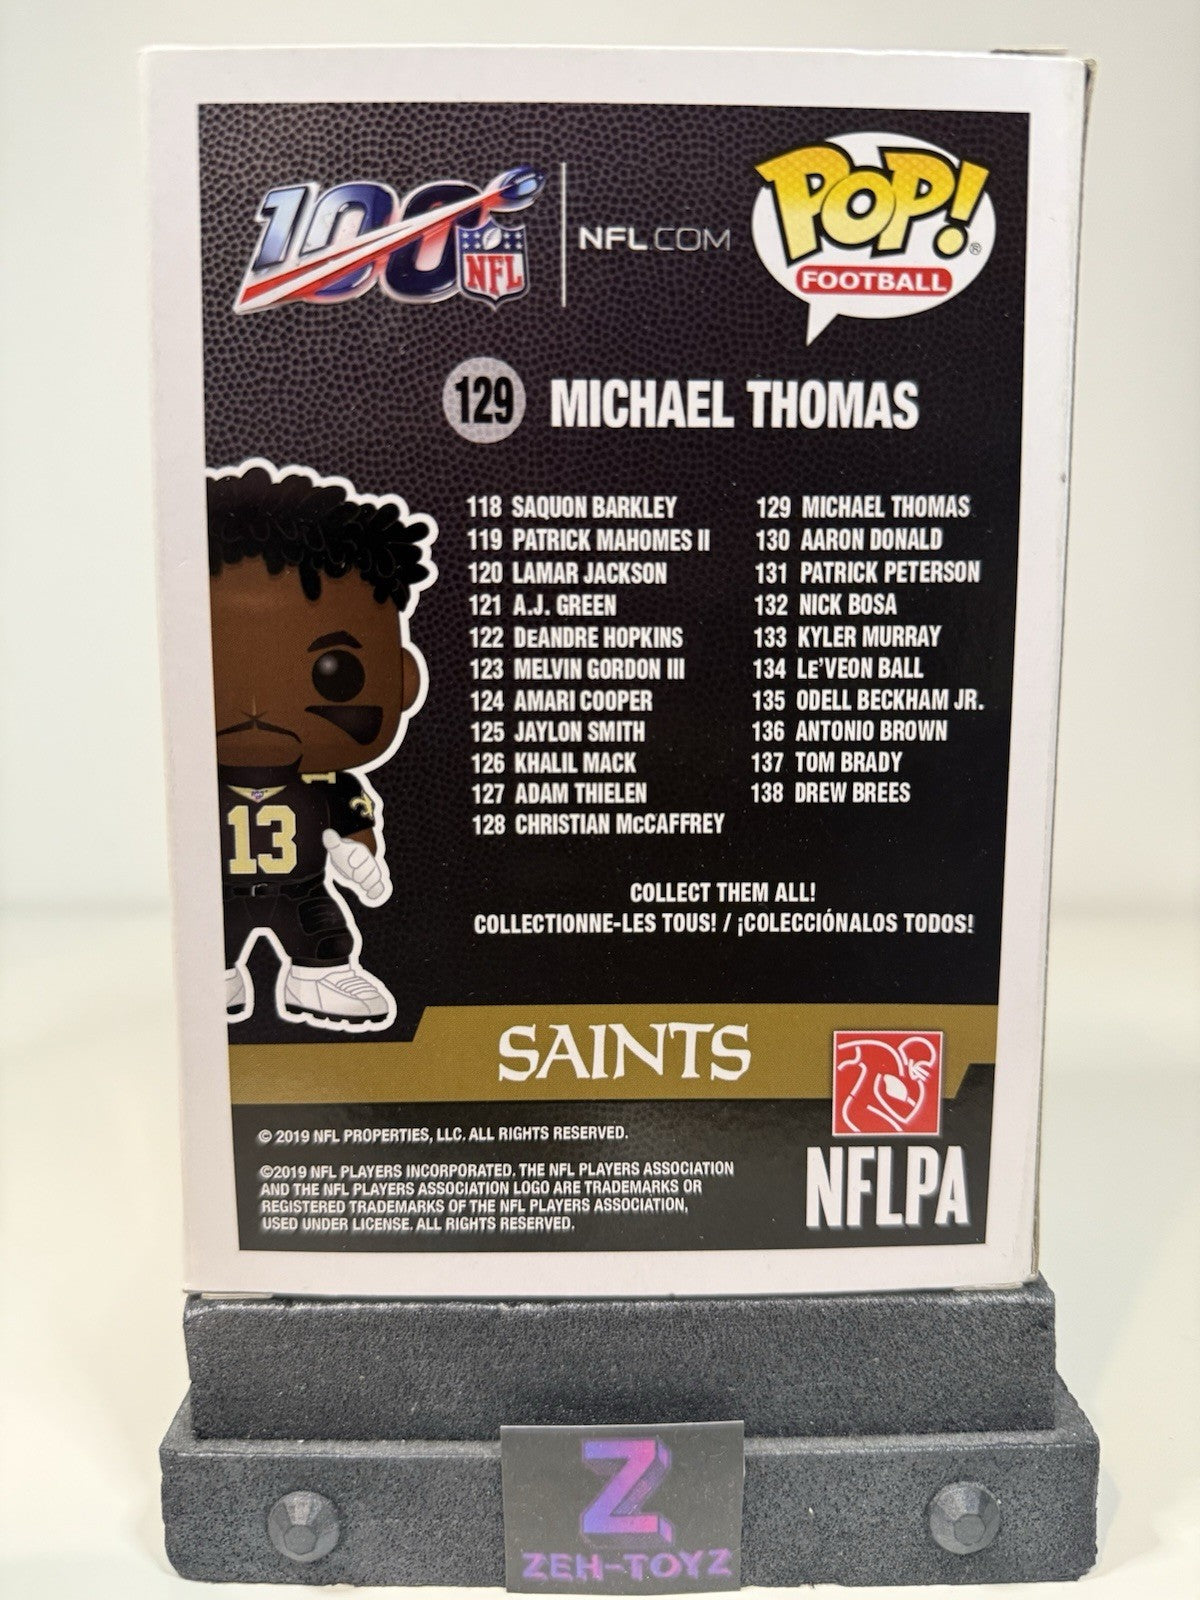 100
NFL
NFL.COM
POP!®
FOOTBALL
129 MICHAEL THOMAS
118 SAQUON BARKLEY
119 PATRICK MAHOMES II
120 LAMAR JACKSON
121 A.J. GREEN
122 DeANDRE HOPKINS
123 MELVIN GORDON III
124 AMARI COOPER
125 JAYLON SMITH
126 KHALIL MACK
127 ADAM THIELEN
128 CHRISTIAN McCAFFREY
129 MICHAEL THOMAS
130 AARON DONALD
131 PATRICK PETERSON
132 NICK BOSA
133 KYLER MURRAY
134 Le'VEON BALL
135 ODELL BECKHAM JR.
136 ANTONIO BROWN
137 TOM BRADY
138 DREW BREES
1
13
COLLECT THEM ALL!
COLLECTIONNE-LES TOUS! / ¡COLECCIÓNALOS TODOS!
SAINTS
© 2019 NFL PROPERTIES, LLC. ALL RIGHTS RESERVED.
©2019 NFL PLAYERS INCORPORATED. THE NFL PLAYERS ASSOCIATION
AND THE NFL PLAYERS ASSOCIATION LOGO ARE TRADEMARKS OR
REGISTERED TRADEMARKS OF THE NFL PLAYERS ASSOCIATION,
USED UNDER LICENSE. ALL RIGHTS RESERVED.
NFLPA
Z
ZEH-TOYZ